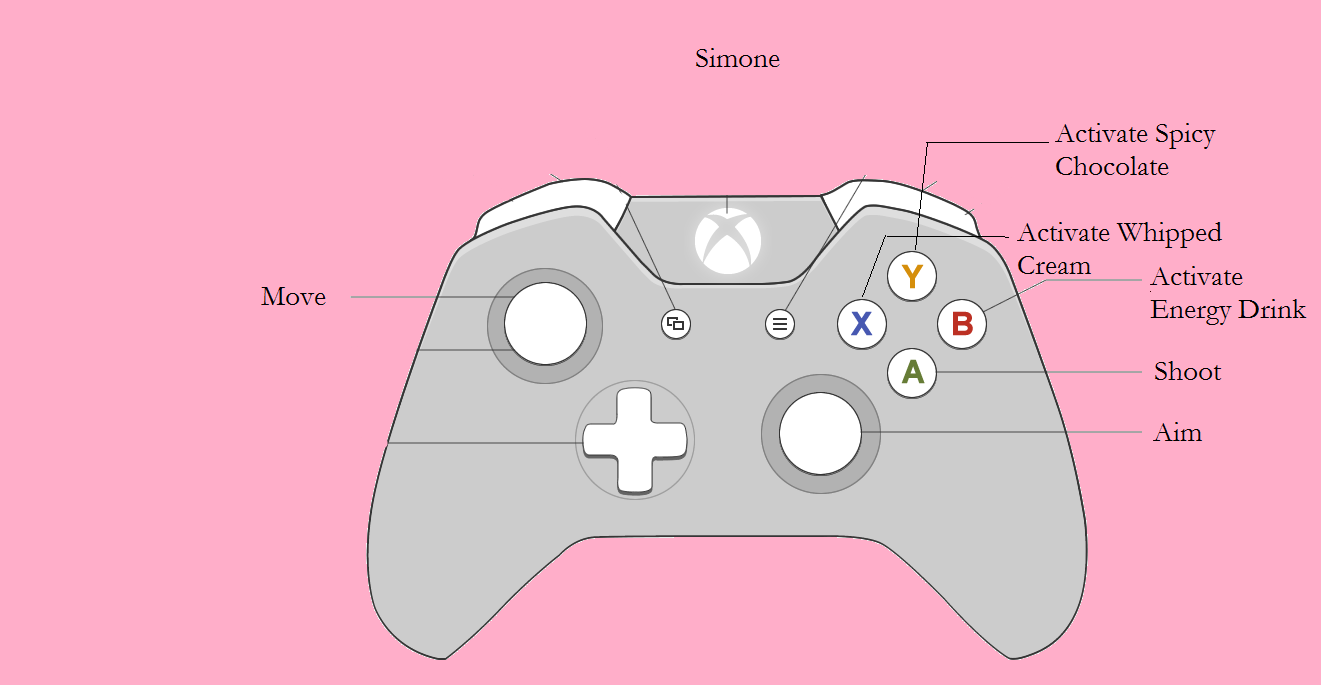 Simone
Activate Spicy
Chocolate
Activate Whipped
Cream
Activate
Energy Drink
Move
Y
X
B
A
Shoot
Aim